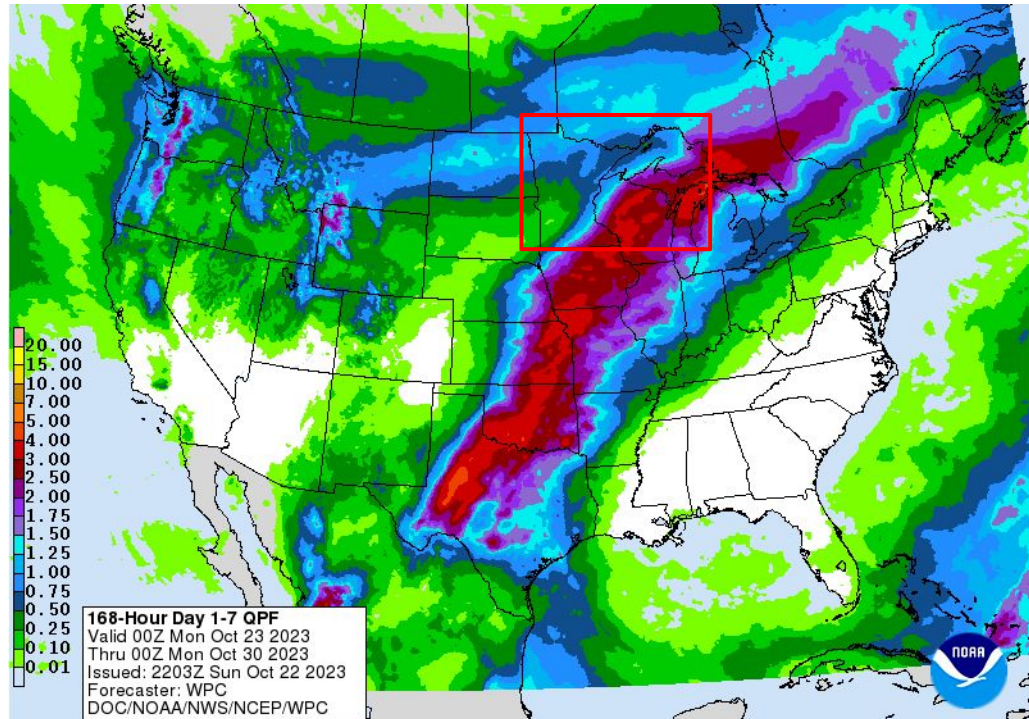 20.00
15.00
10.00
7.00
5.00
4.00
3.00
2.50
2.00
1.75
1.50
1.25
1.00
0.75
0.50
0.25
0.10
0.01
168-Hour Day 1-7 QPF
Valid 00Z Mon Oct 23 2023
Thru 00Z Mon Oct 30 2023
Issued: 2203Z Sun Oct 22 2023
Forecaster: WPC
DOC/NOAA/NWS/NCEP/WPC
NOAA